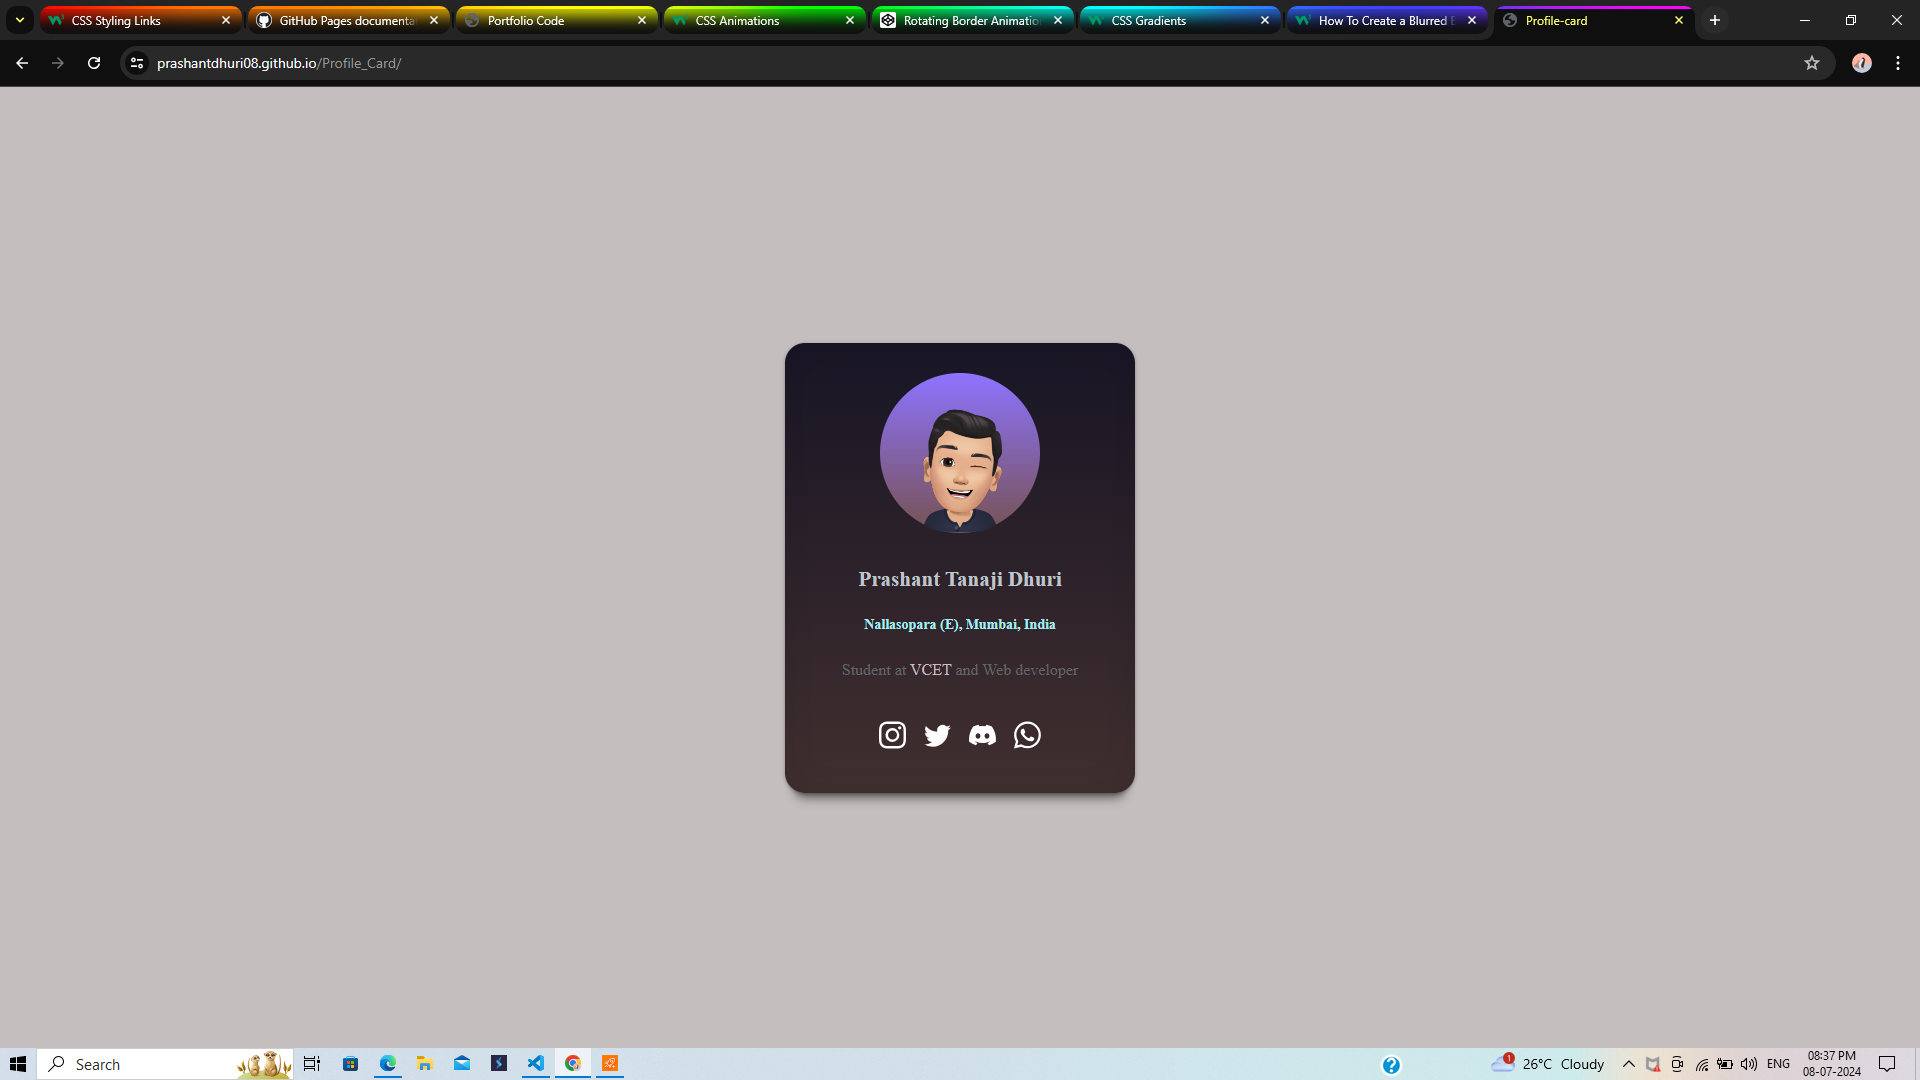 CSS Styling Links
GitHub Pages documenta
Portfolio Code
CSS Animations
Rotating Border Animatio
CSS Gradients
How To Create a Blurred
Profile-card
prashantdhuri08.github.io/Profile_Card/
Prashant Tanaji Dhuri
Nallasopara (E), Mumbai, India
Student at VCET and Web developer
Search
1
26°C Cloudy
ENG
08:37 PM
08-07-2024